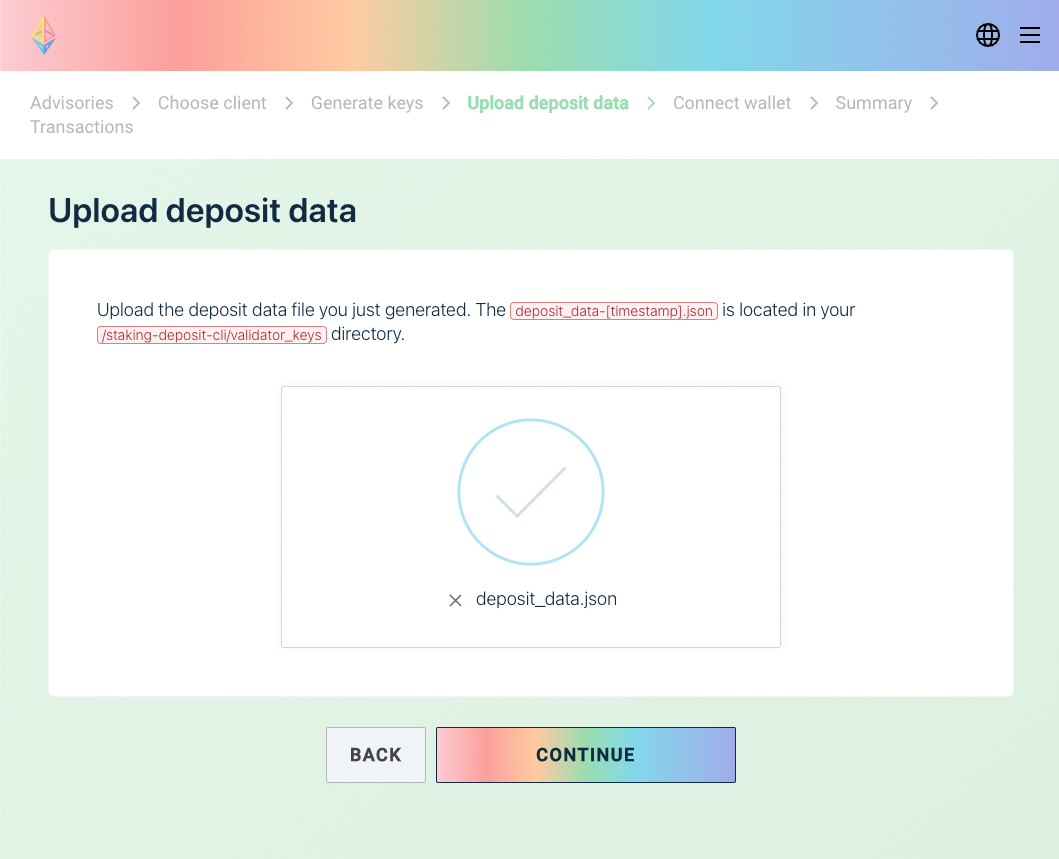 Advisories > Choose client > Generate keys > Upload deposit data > Connect wallet > Summary >
Transactions
Upload deposit data
Upload the deposit data file you just generated. The deposit_data-[timestamp].json is located in your
/staking-deposit-cli/validator_keys directory.
deposit_data.json
BACK CONTINUE